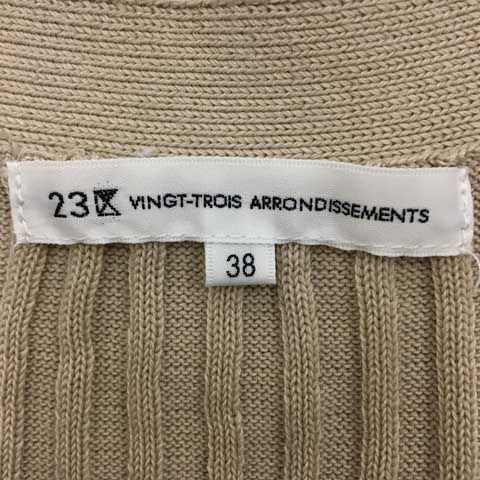 23区 VINGT-TROIS ARRONDISSEMENTS
38